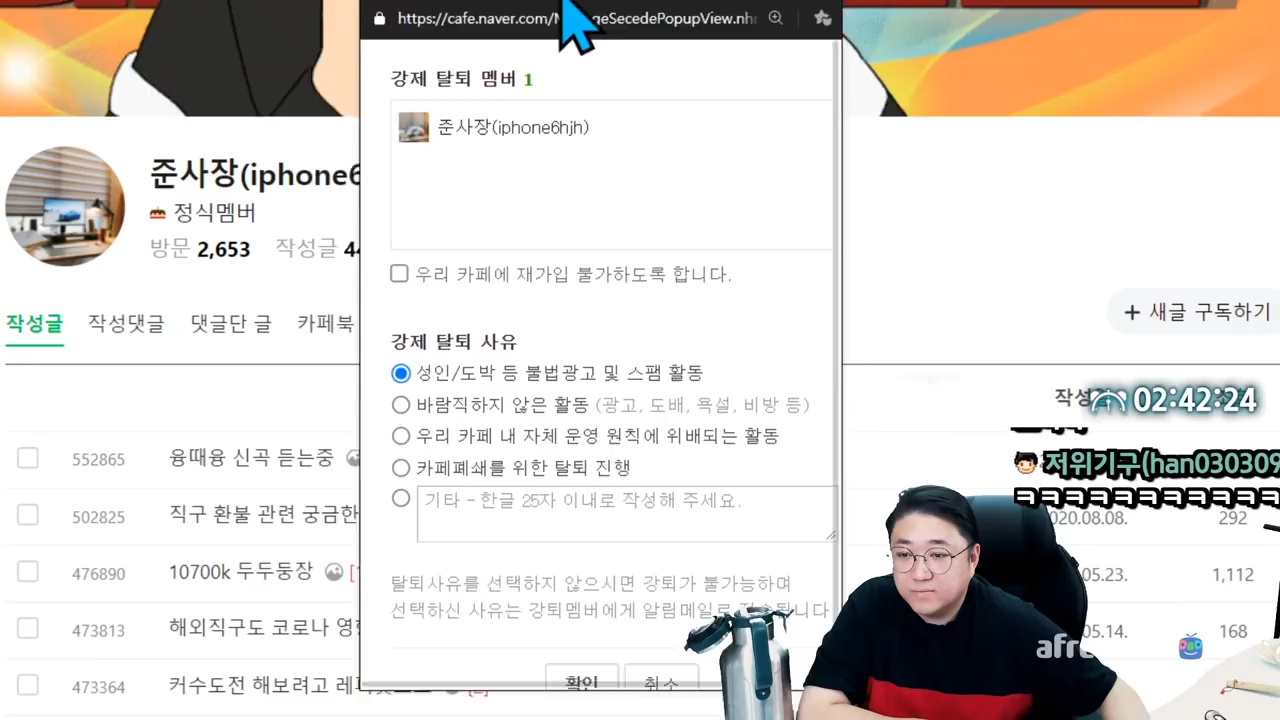 https://cafe.naver.com/
geSecedePopupView.nh
강제 탈퇴 멤버 1
준사장(iphone6hjh)
준사장(iphone6
정식멤버
방문 2,653 작성글 44
우리 카페에 재가입 불가하도록 합니다.
작성글 작성댓글 댓글단 글 카페북
+ 새글 구독하기
강제 탈퇴 사유
성인/도박 등 불법광고 및 스팸 활동
바람직하지 않은 활동 (광고, 도배, 욕설, 비방 등)
우리 카페 내 자체 운영 원칙에 위배되는 활동
카페폐쇄를 위한 탈퇴 진행
기타 - 한글 25자 이내로 작성해 주세요.
탈퇴사유를 선택하지 않으시면 강퇴가 불가능하며
선택하신 사유는 강퇴멤버에게 알림메일로
확인 취소
작성
02:42:24
저위기구(han030309
ㅋㅋㅋㅋㅋㅋㅋㅋㅋㅋㅋ
552865 융때융 신곡 듣는중
502825 직구 환불 관련 궁금한
020.08.08. 292
476890 10700k 두두둥장
05.23. 1,112
473813 해외직구도 코로나 영향
05.14. 168
473364 커수도전 해보려고
afre